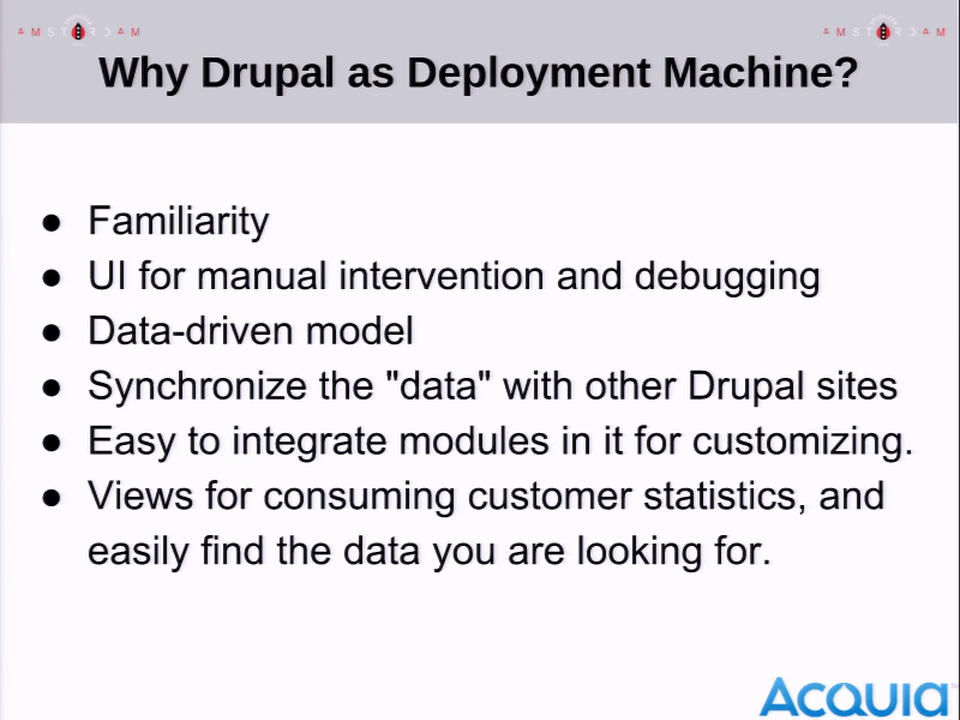 AMSTERDAM AMSTERDAM
Why Drupal as Deployment Machine?
● Familiarity
● UI for manual intervention and debugging
● Data-driven model
● Synchronize the "data" with other Drupal sites
● Easy to integrate modules in it for customizing.
● Views for consuming customer statistics, and
easily find the data you are looking for.
ACQUIA